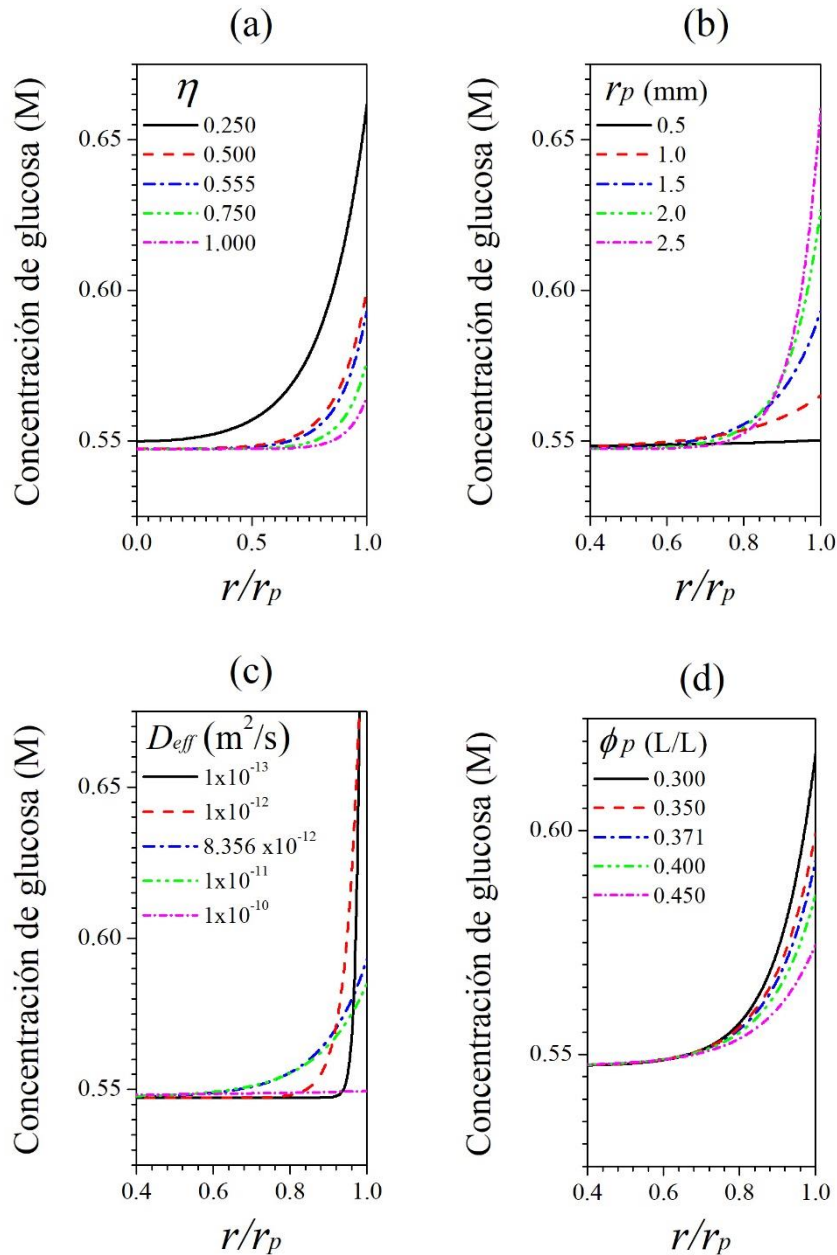 (a)
Concentración de glucosa (M)
η
0.250
0.500
0.555
0.750
1.000
0.65
0.60
0.55
0.0 0.5 1.0
r/rp
(b)
Concentración de glucosa (M)
rp (mm)
0.5
1.0
1.5
2.0
2.5
0.65
0.60
0.55
0.4 0.6 0.8 1.0
r/rp
(c)
Concentración de glucosa (M)
Deff (m²/s)
1x10⁻¹³
1x10⁻¹²
8.356 x10⁻¹²
1x10⁻¹¹
1x10⁻¹⁰
0.65
0.60
0.55
0.4 0.6 0.8 1.0
r/rp
(d)
Concentración de glucosa (M)
ϕp (L/L)
0.300
0.350
0.371
0.400
0.450
0.60
0.55
0.4 0.6 0.8 1.0
r/rp